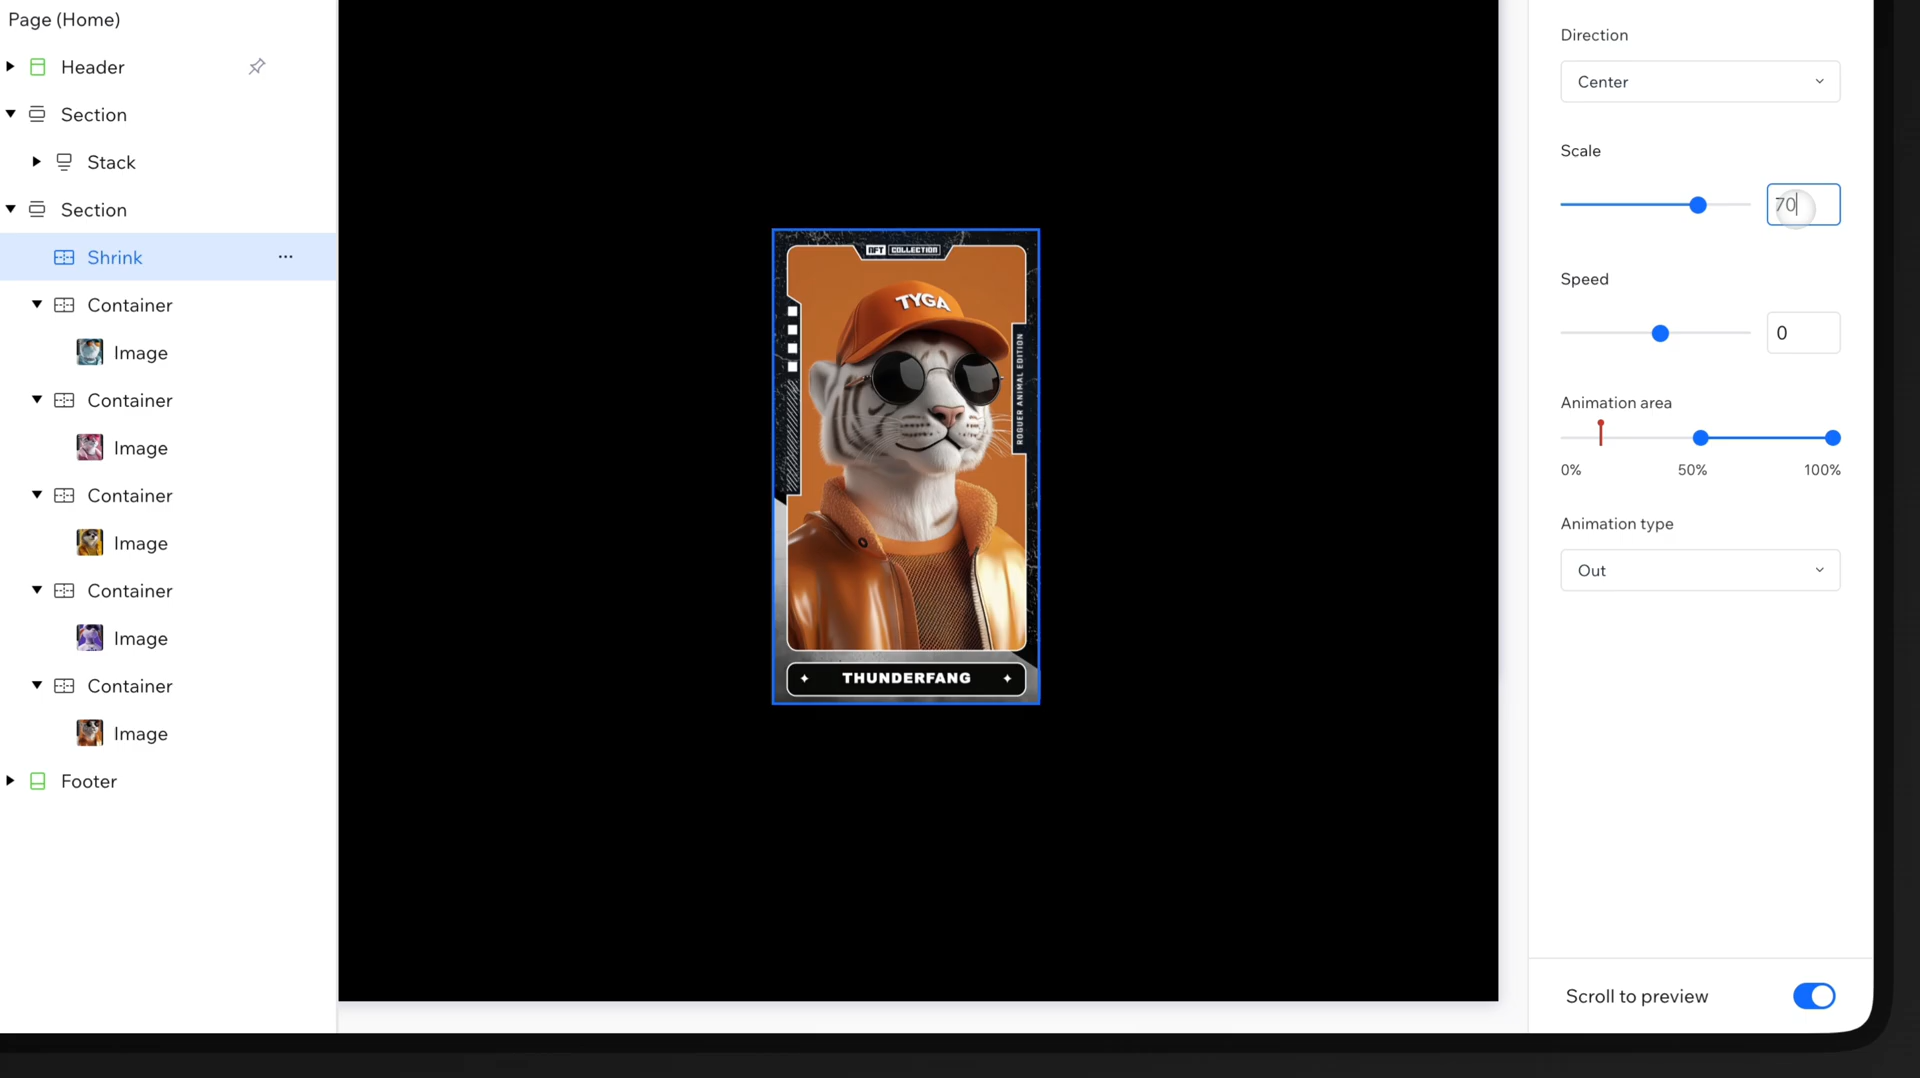 Page (Home)
Header
Section
Stack
Section
Shrink
Container
Image
Container
Image
Container
Image
Container
Image
Container
Image
Footer
NFT COLLECTION
TYGA
ROGUER ANIMAL EDITION
THUNDERFANG
Direction
Center
Scale
70
Speed
0
Animation area
0% 50% 100%
Animation type
Out
Scroll to preview